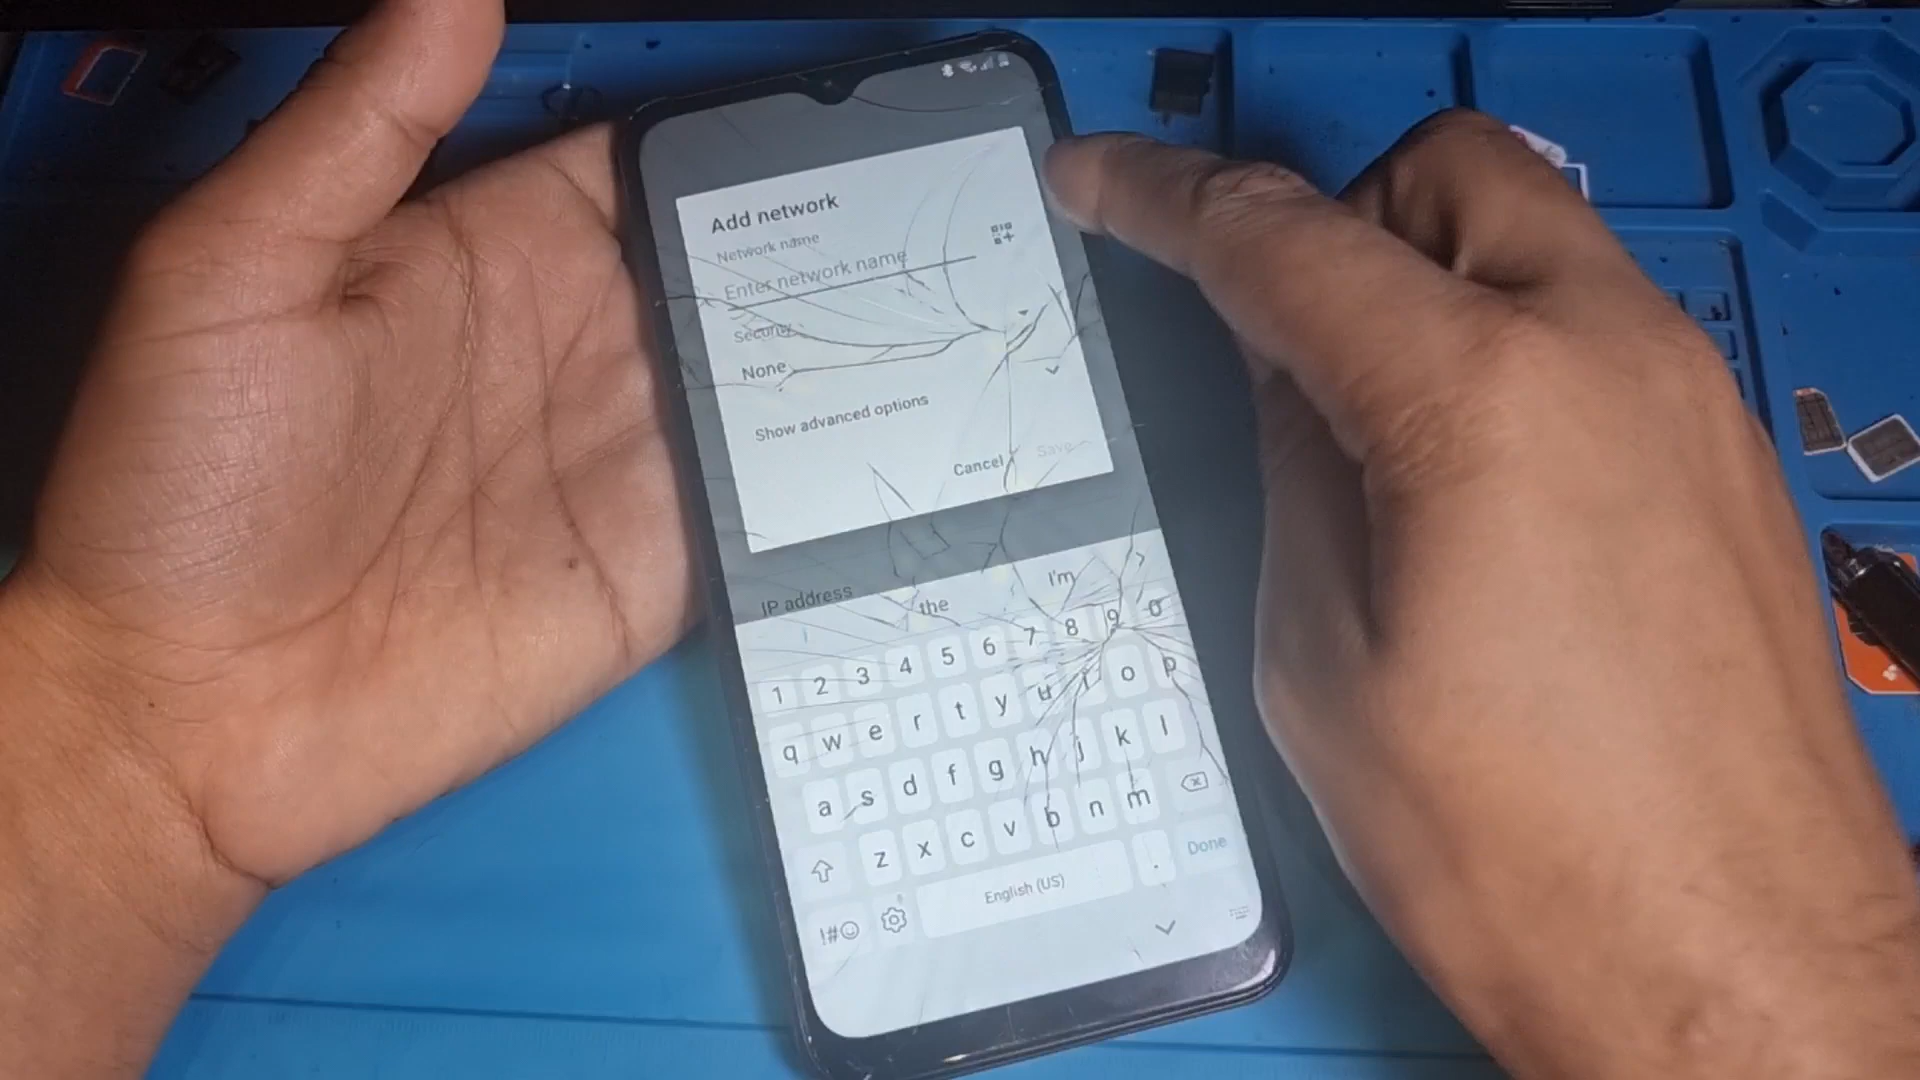 Add network
Network name
Enter network name
Security
None
Show advanced options
Cancel Save
IP address
the I'm
1 2 3 4 5 6 7 8 9 0
q w e r t y u i o p
a s d f g h j k l
z x c v b n m
!#☺ English (US) . Done